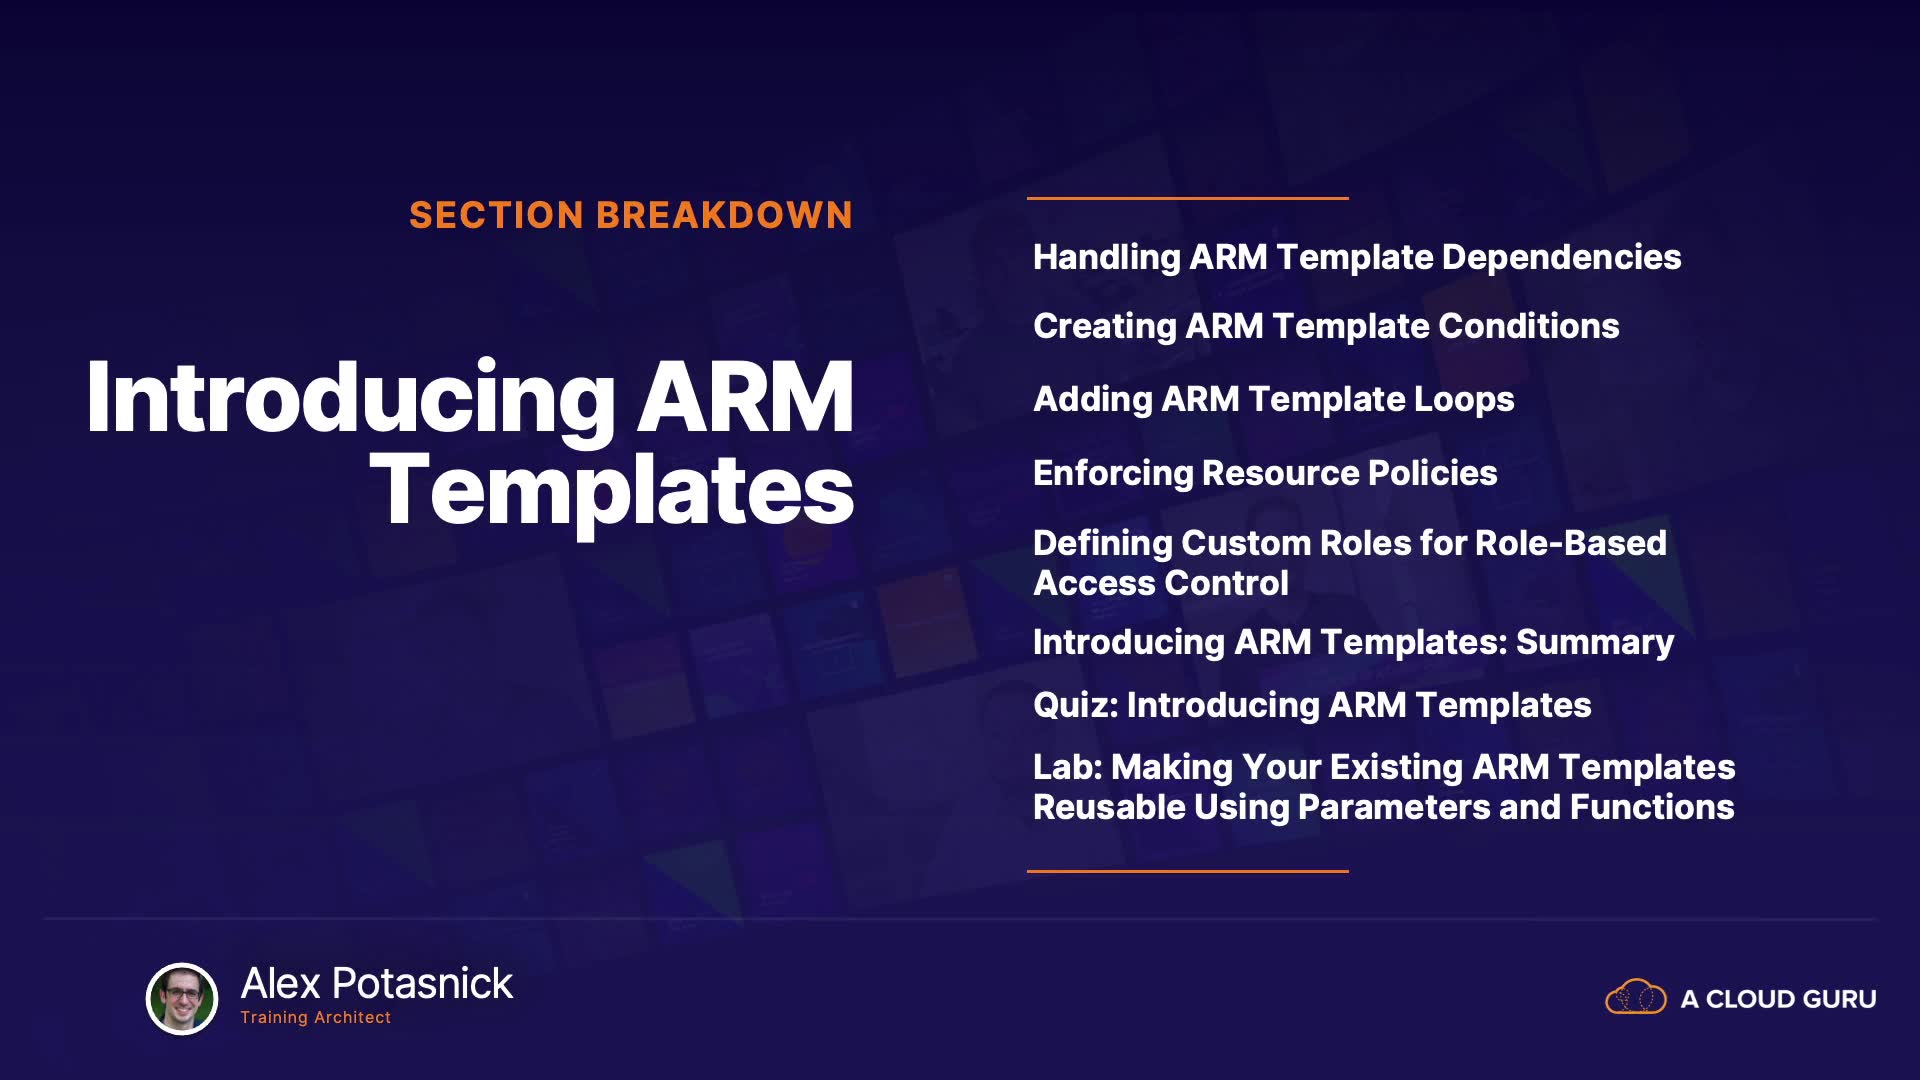 SECTION BREAKDOWN
Introducing ARM
Templates
Handling ARM Template Dependencies
Creating ARM Template Conditions
Adding ARM Template Loops
Enforcing Resource Policies
Defining Custom Roles for Role-Based
Access Control
Introducing ARM Templates: Summary
Quiz: Introducing ARM Templates
Lab: Making Your Existing ARM Templates
Reusable Using Parameters and Functions
Alex Potasnick
Training Architect
A CLOUD GURU